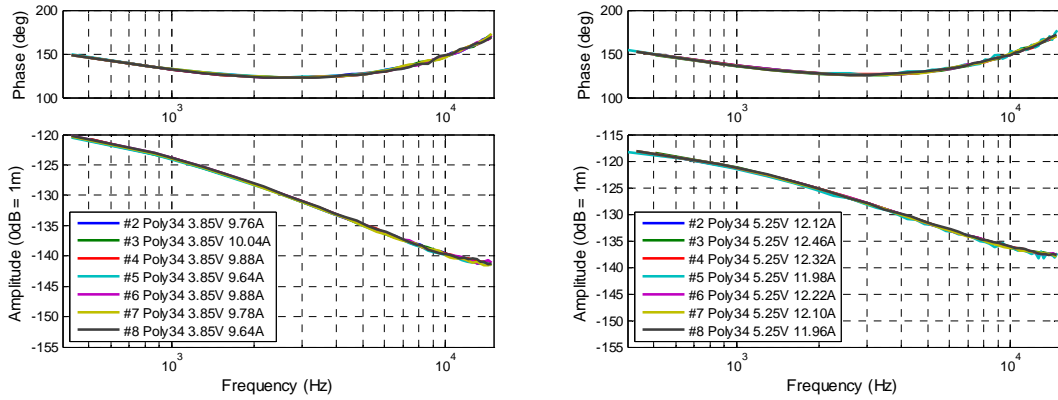 200
150
100
Phase (deg)
10^3
10^4
-120
-125
-130
-135
-140
-145
-150
-155
Amplitude (0dB = 1m)
#2 Poly34 3.85V 9.76A
#3 Poly34 3.85V 10.04A
#4 Poly34 3.85V 9.88A
#5 Poly34 3.85V 9.64A
#6 Poly34 3.85V 9.88A
#7 Poly34 3.85V 9.78A
#8 Poly34 3.85V 9.64A
10^3
10^4
Frequency (Hz)
200
150
100
Phase (deg)
10^3
10^4
-115
-120
-125
-130
-135
-140
-145
-150
-155
Amplitude (0dB = 1m)
#2 Poly34 5.25V 12.12A
#3 Poly34 5.25V 12.46A
#4 Poly34 5.25V 12.32A
#5 Poly34 5.25V 11.98A
#6 Poly34 5.25V 12.22A
#7 Poly34 5.25V 12.10A
#8 Poly34 5.25V 11.96A
10^3
10^4
Frequency (Hz)